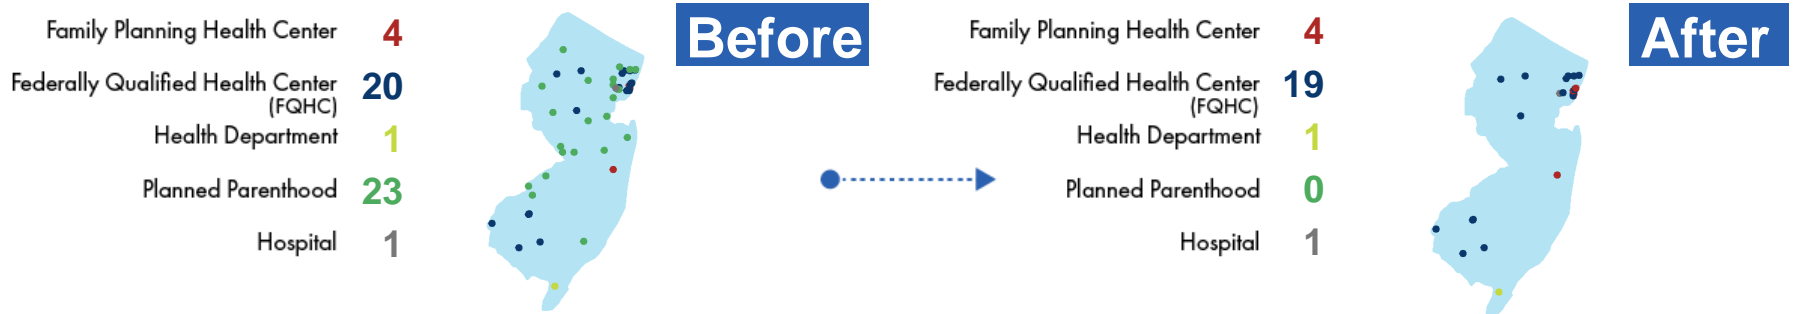 Before
Family Planning Health Center 4
Federally Qualified Health Center 20
(FQHC)
Health Department 1
Planned Parenthood 23
Hospital 1
After
Family Planning Health Center 4
Federally Qualified Health Center 19
(FQHC)
Health Department 1
Planned Parenthood 0
Hospital 1